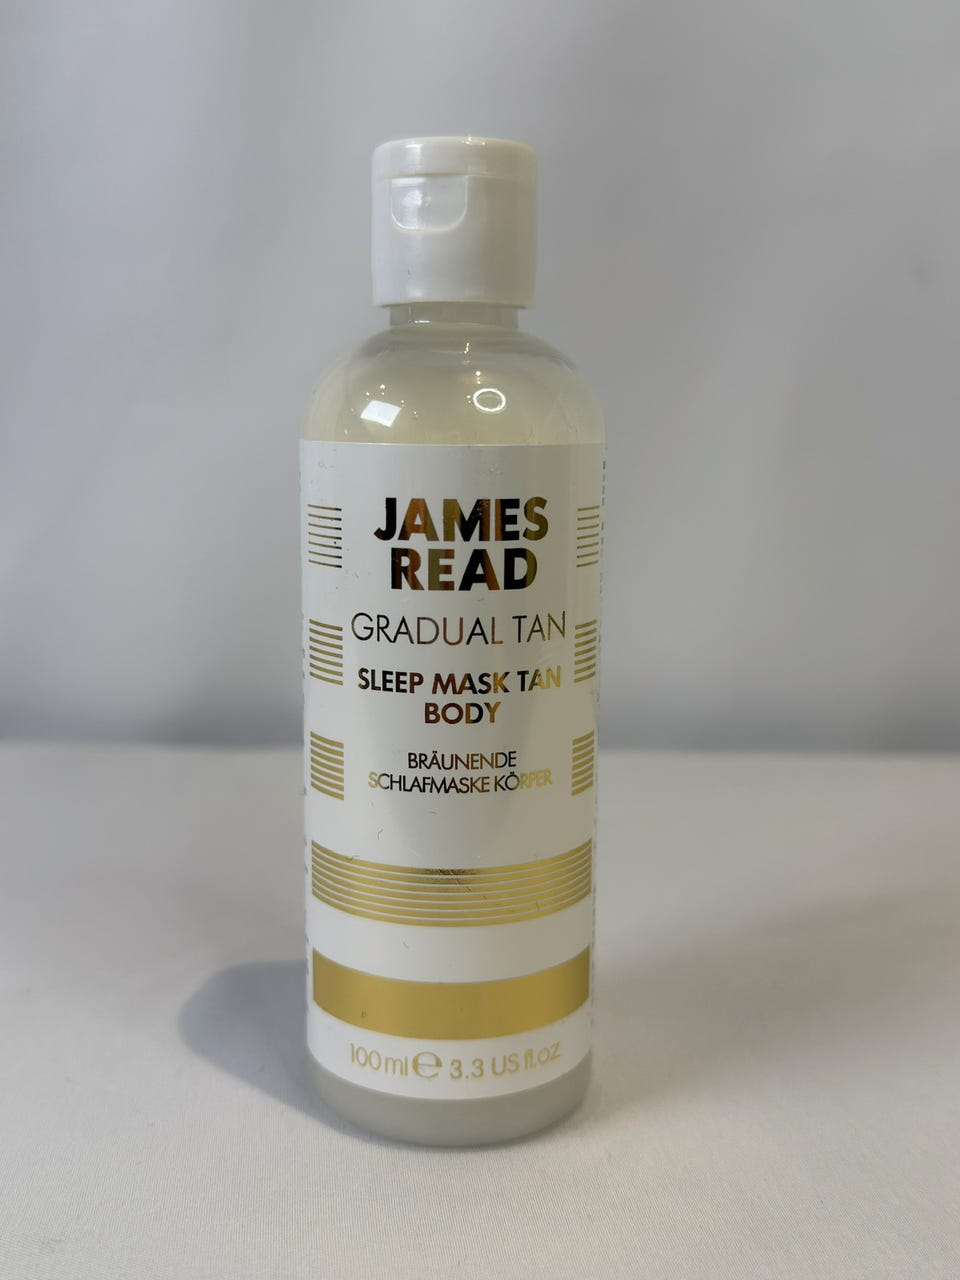 JAMES
READ
GRADUAL TAN
SLEEP MASK TAN
BODY
BRÄUNENDE
SCHLAFMASKE KÖRPER
100ml℮ 3.3 US fl.oz